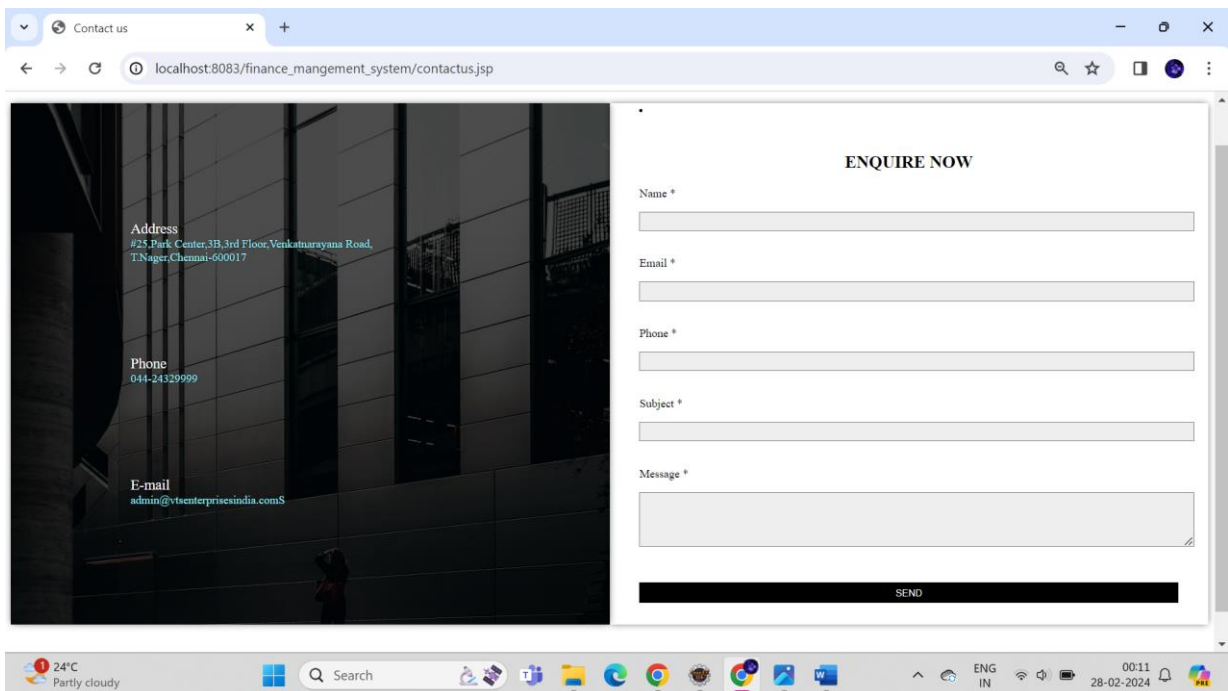 Contact us
localhost:8083/finance_mangement_system/contactus.jsp
Address
#25,Park Center,3B,3rd Floor,Venkatnarayana Road,
T.Nager,Chennai-600017
Phone
044-24329999
E-mail
admin@vtsenterprisesindia.comS
ENQUIRE NOW
Name *
Email *
Phone *
Subject *
Message *
SEND
1
24°C
Partly cloudy
Search
ENG
IN
00:11
28-02-2024
PRE